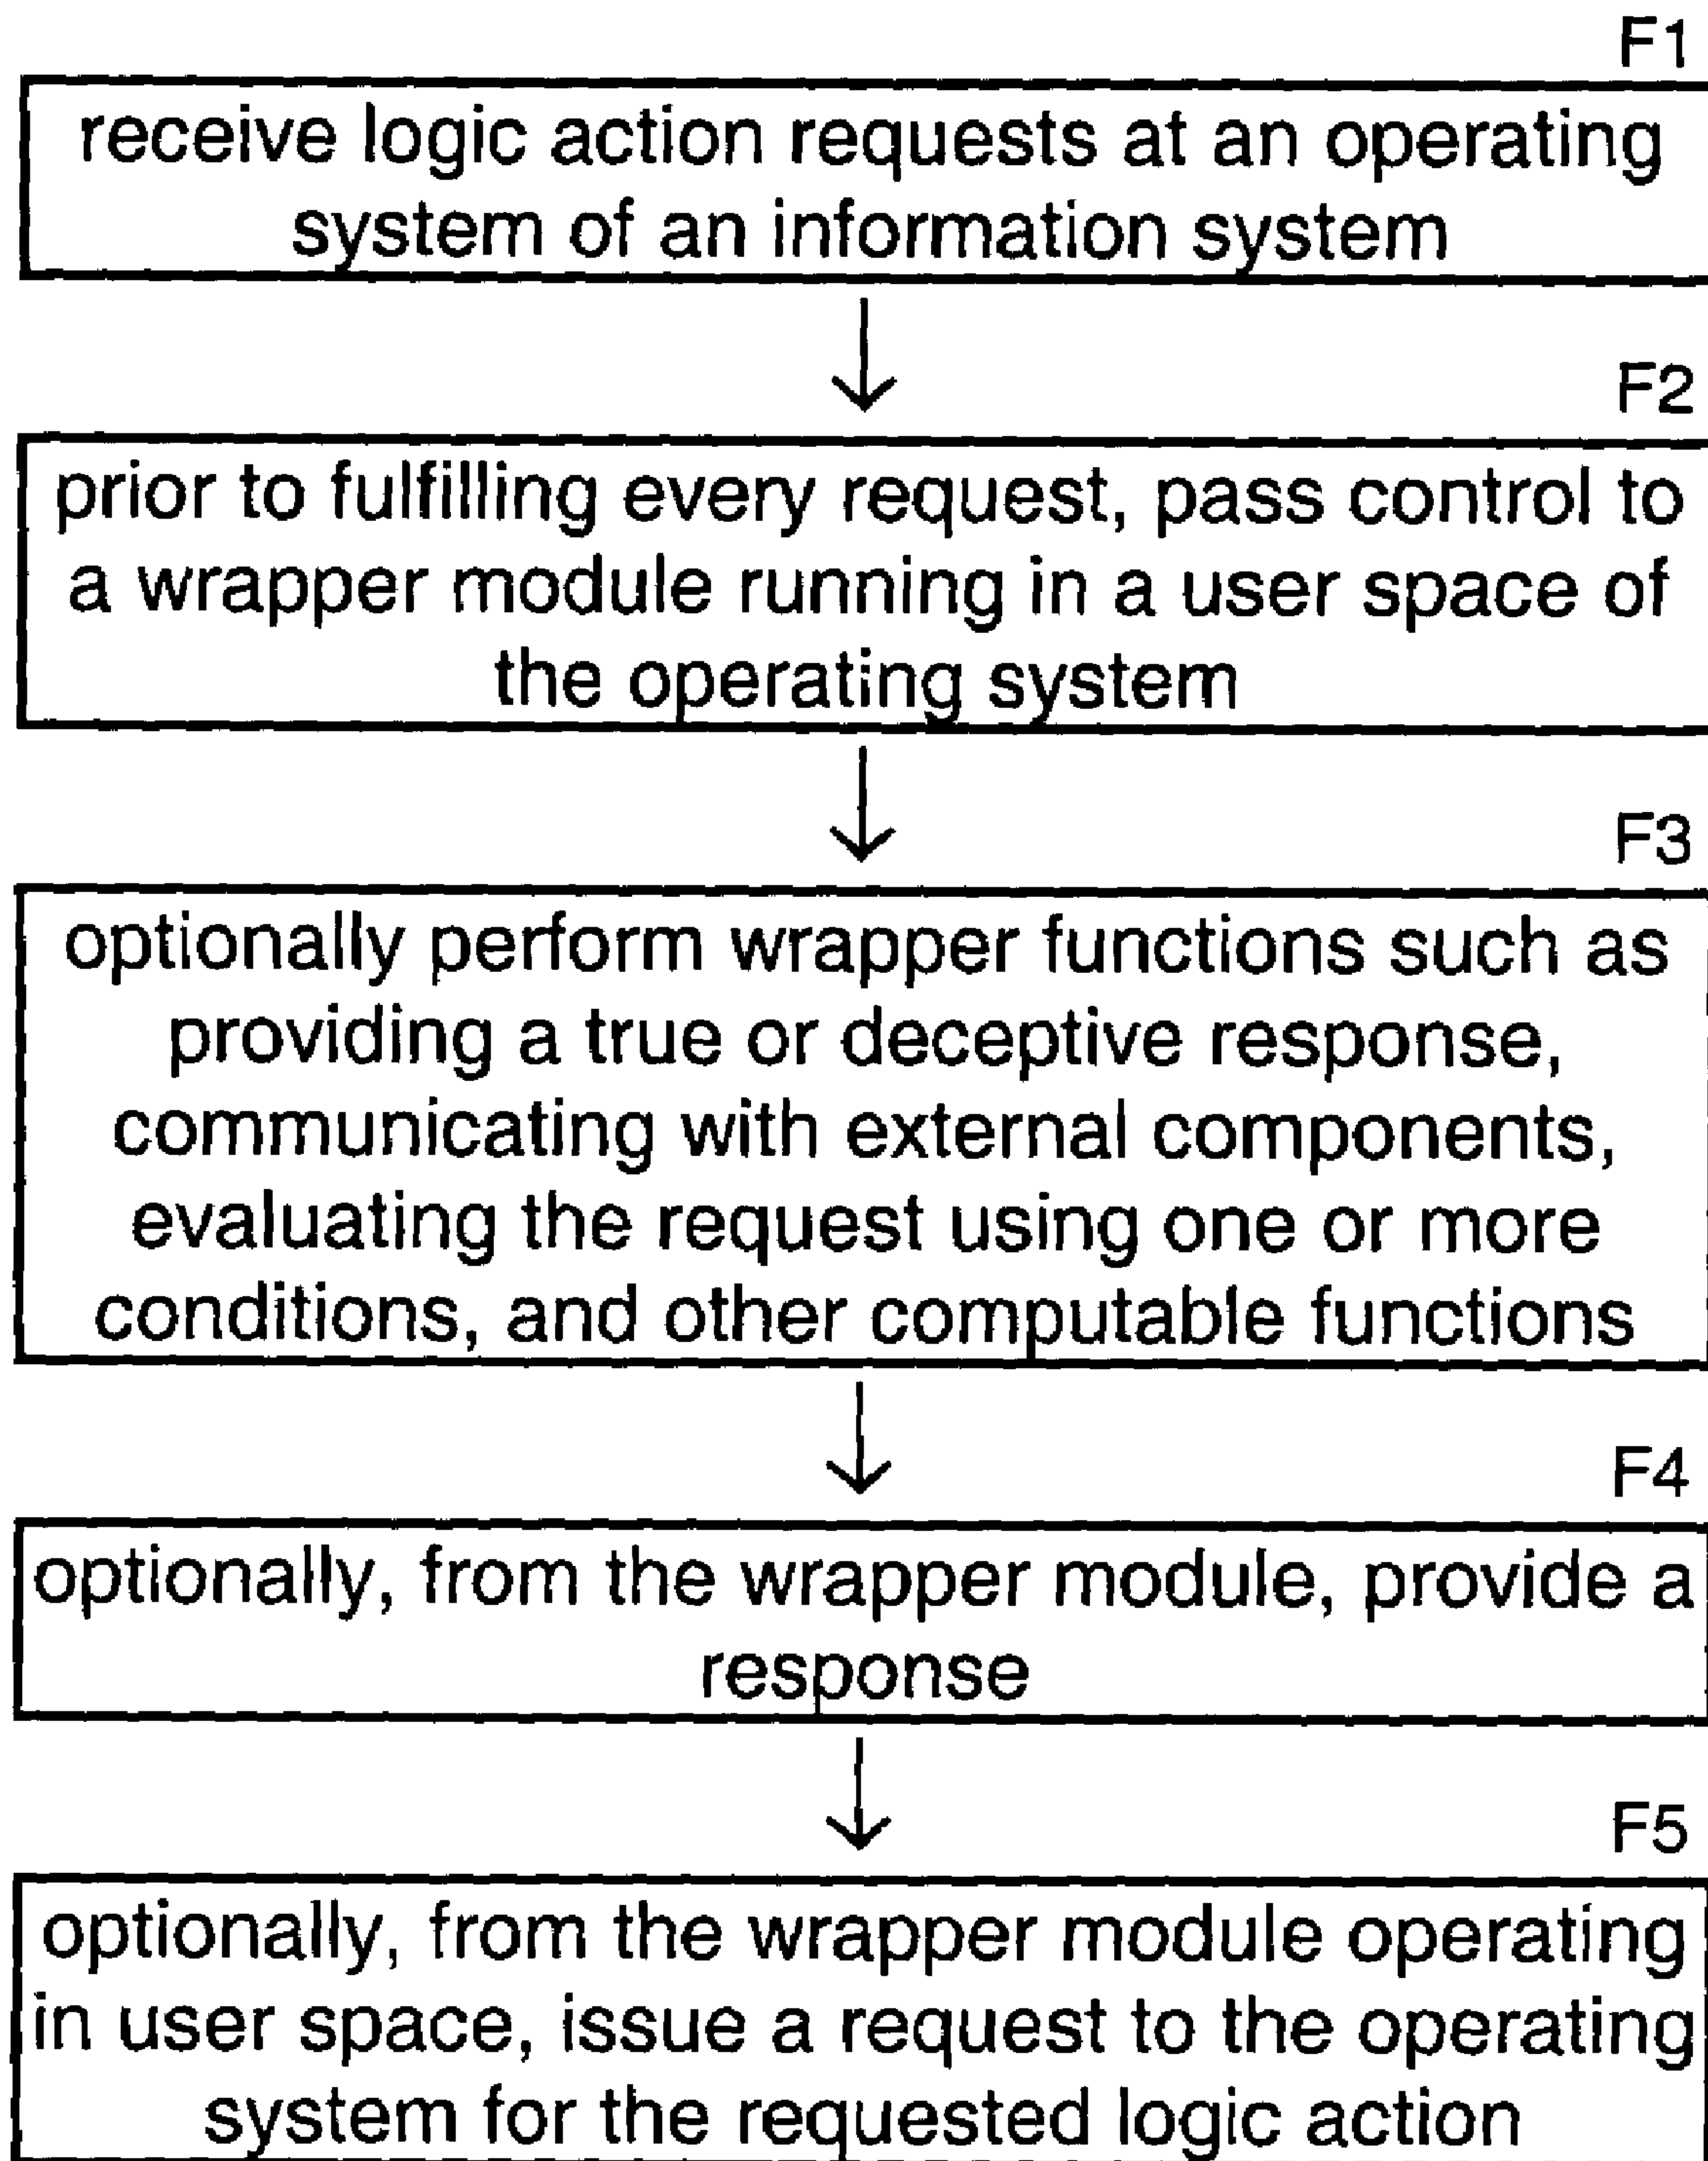 F1
receive logic action requests at an operating
system of an information system
F2
prior to fulfilling every request, pass control to
a wrapper module running in a user space of
the operating system
F3
optionally perform wrapper functions such as
providing a true or deceptive response,
communicating with external components,
evaluating the request using one or more
conditions, and other computable functions
F4
optionally, from the wrapper module, provide a
response
F5
optionally, from the wrapper module operating
in user space, issue a request to the operating
system for the requested logic action